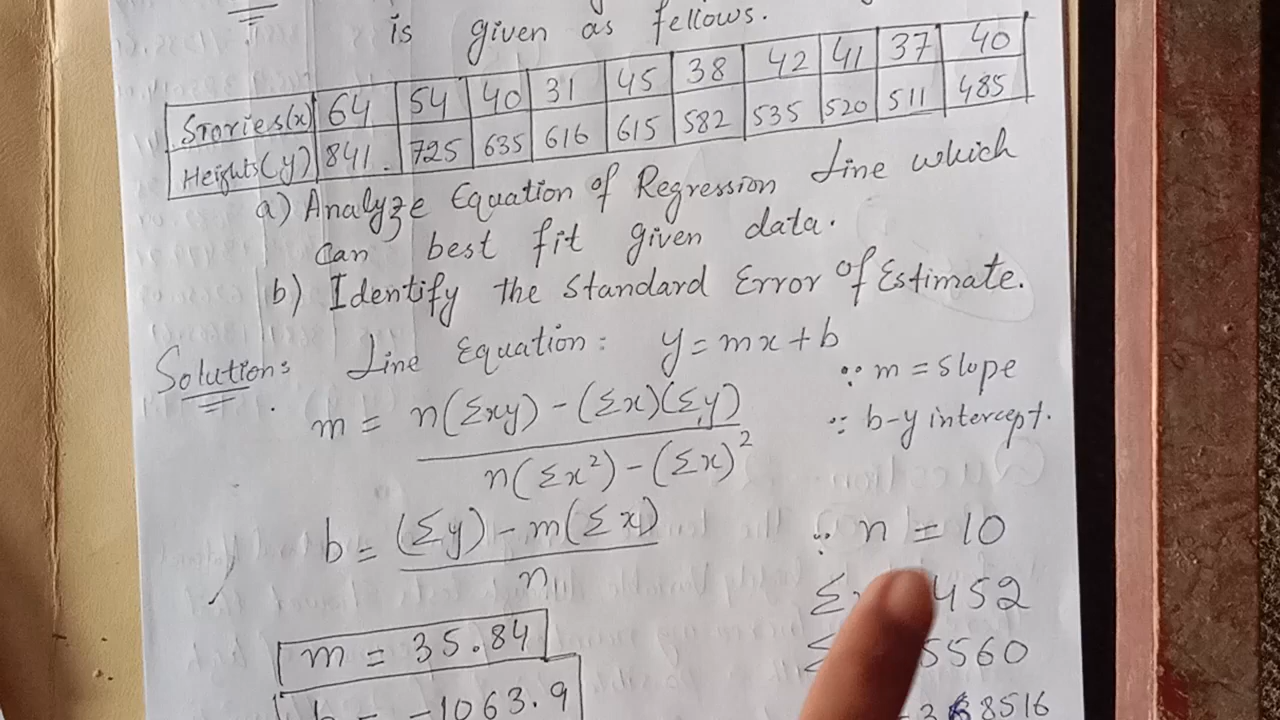 is given as fellows.
Stories(x) 64 54 40 31 45 38 42 41 37 40
Heights(y) 841 725 635 616 615 582 535 520 511 485
a) Analyze Equation of Regression Line which
can best fit given data.
b) Identify the Standard Error of Estimate.
Solution: Line Equation: y = mx + b
∵ m = slope
m = n(Σxy) - (Σx)(Σy)
n(Σx²) - (Σx)²
∵ b-y intercept.
b = (Σy) - m(Σx)
n
∵ n = 10
Σ 452
m = 35.84
5560
-1063.9
8516